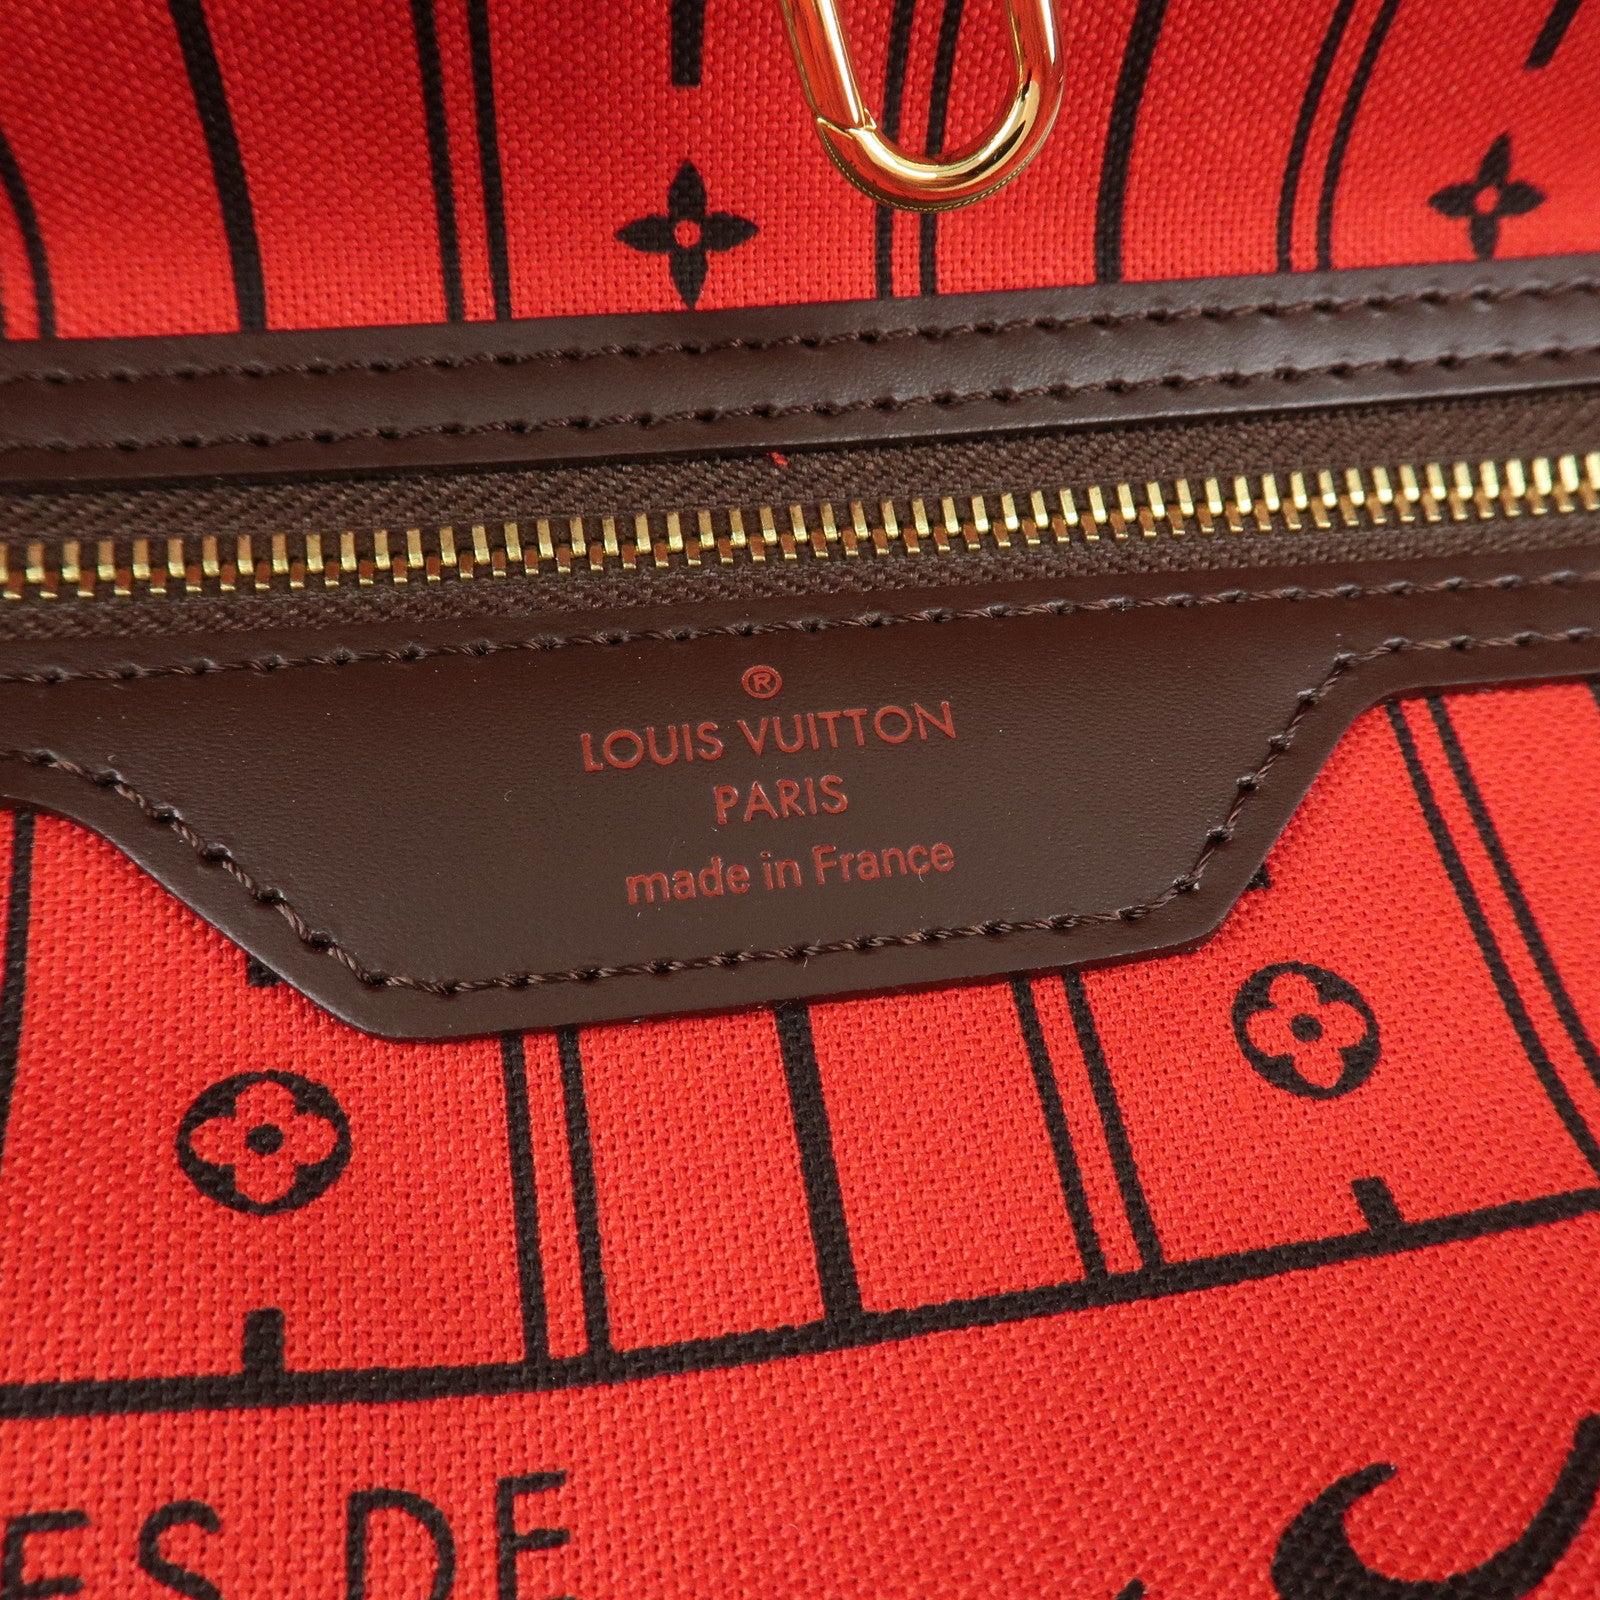 ®
LOUIS VUITTON
PARIS
made in France
ES DE